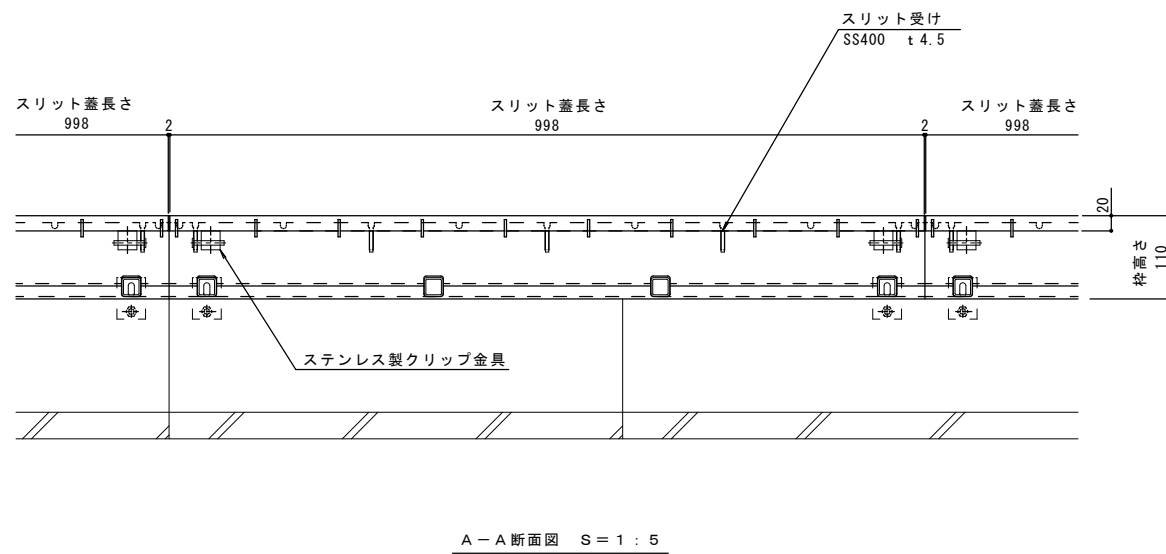 スリット受け
SS400 t4.5
スリット蓋長さ
998
2
スリット蓋長さ
998
2
スリット蓋長さ
998
20
枠高さ
110
ステンレス製クリップ金具
A-A断面図 S=1:5